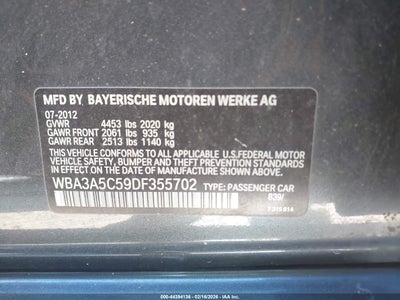 MFD BY BAYERISCHE MOTOREN WERKE AG
07-2012
GVWR 4453 lbs 2020 kg
GAWR FRONT 2061 lbs 935 kg
GAWR REAR 2513 lbs 1140 kg
THIS VEHICLE CONFORMS TO ALL APPLICABLE U.S.FEDERAL MOTOR
VEHICLE SAFETY, BUMPER AND THEFT PREVENTION STANDARDS
IN EFFECT ON THE DATE OF MANUFACTURE SHOWN ABOVE.
WBA3A5C59DF355702 TYPE: PASSENGER CAR
839/
7 319 814
000-44394136 - 02/16/2026 - IAA Inc.